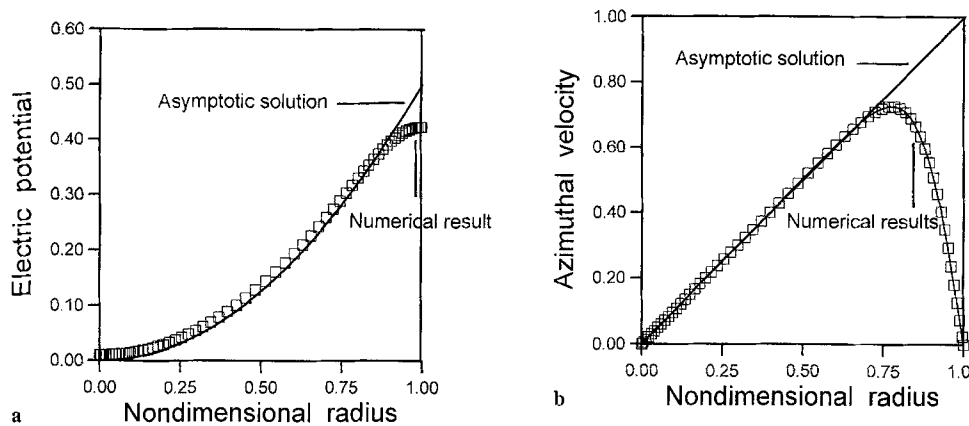 0.60
0.50
0.40
0.30
0.20
0.10
0.00
Electric potential
Asymptotic solution
Numerical result
0.00 0.25 0.50 0.75 1.00
Nondimensional radius
a
1.00
0.80
0.60
0.40
0.20
0.00
Azimuthal velocity
Asymptotic solution
Numerical results
0.00 0.25 0.50 0.75 1.0
Nondimensional radius
b